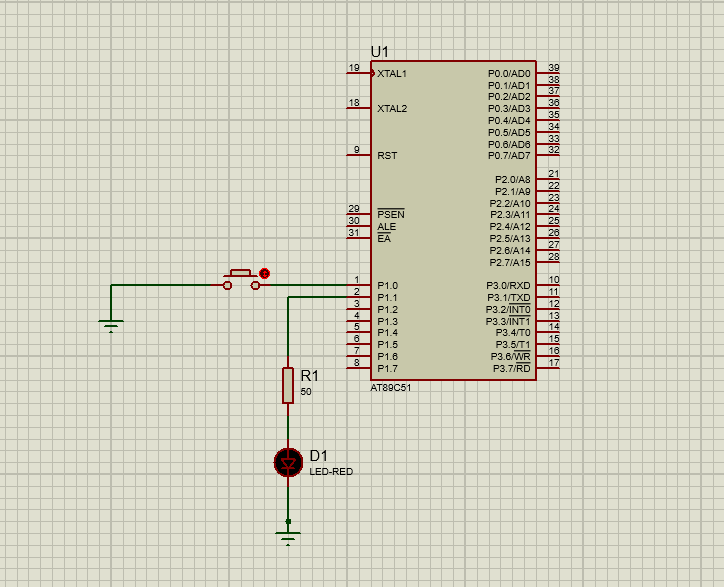 U1
19 XTAL1 P0.0/AD0 39
P0.1/AD1 38
P0.2/AD2 37
18 XTAL2 P0.3/AD3 36
P0.4/AD4 35
P0.5/AD5 34
P0.6/AD6 33
9 RST P0.7/AD7 32
P2.0/A8 21
P2.1/A9 22
P2.2/A10 23
29 PSEN P2.3/A11 24
30 ALE P2.4/A12 25
31 EA P2.5/A13 26
P2.6/A14 27
P2.7/A15 28
1 P1.0 P3.0/RXD 10
2 P1.1 P3.1/TXD 11
3 P1.2 P3.2/INT0 12
4 P1.3 P3.3/INT1 13
5 P1.4 P3.4/T0 14
6 P1.5 P3.5/T1 15
7 P1.6 P3.6/WR 16
8 P1.7 P3.7/RD 17
AT89C51
R1
50
D1
LED-RED